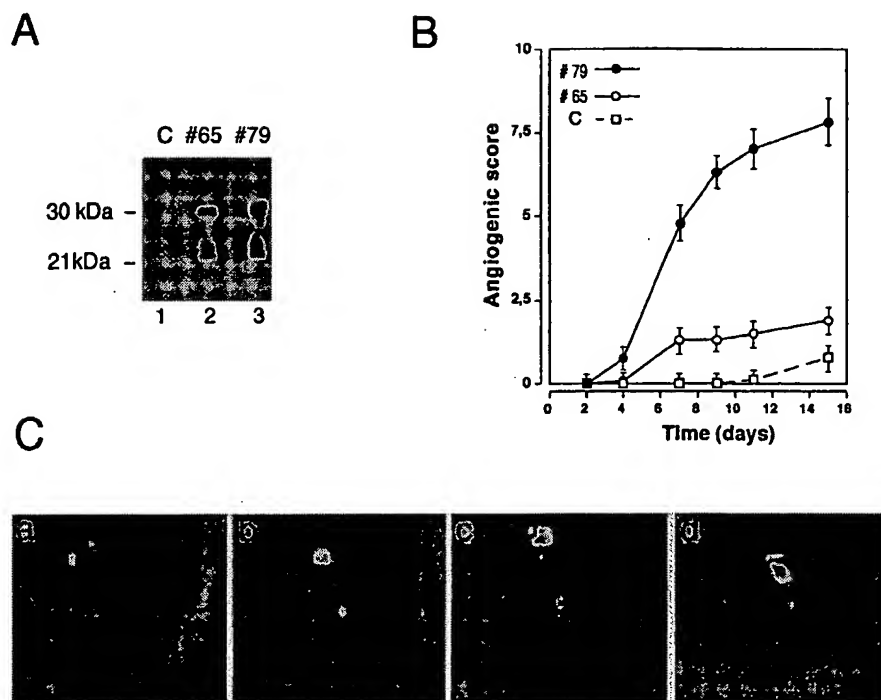 A
C #65 #79
30 kDa –
21kDa –
1 2 3
B
10
7,5
5
2,5
0
Angiogenic score
#79
#65
C
0 2 4 6 8 10 12 14 16
Time (days)
C